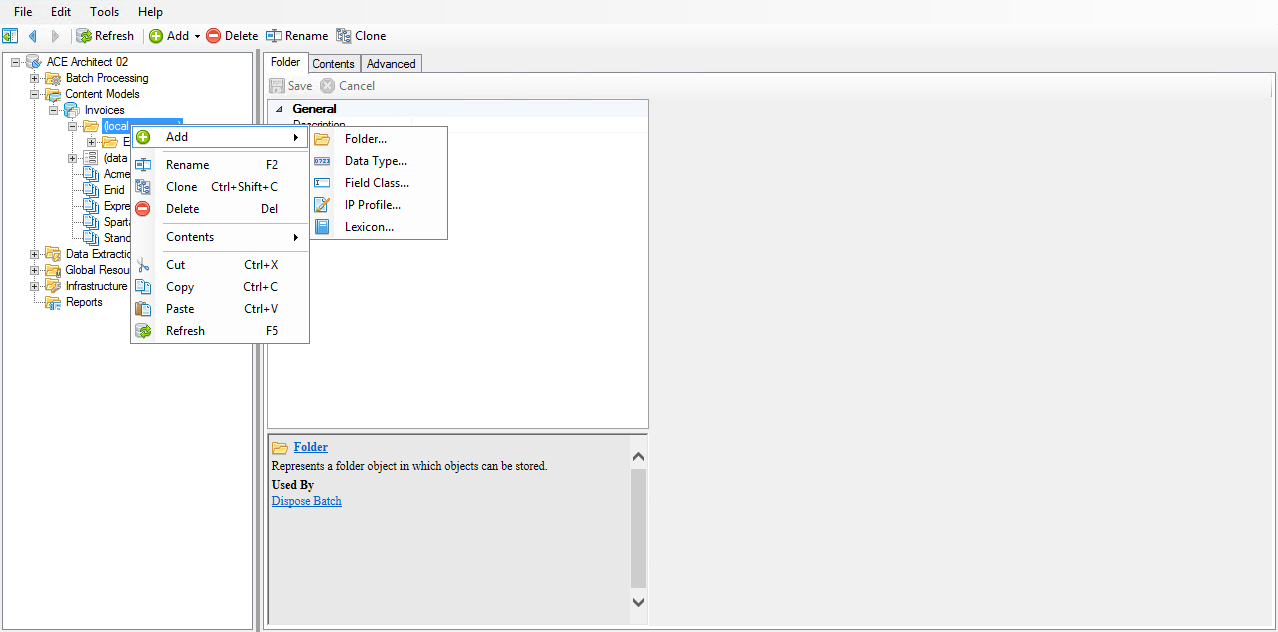 File Edit Tools Help
Refresh Add Delete Rename Clone
ACE Architect 02
Batch Processing
Content Models
Invoices
(local
(data
Acme
Enid
Expre
Sparta
Stand
Data Extractio
Global Resou
Infrastructure
Reports
Add
Rename F2
Clone Ctrl+Shift+C
Delete Del
Contents
Cut Ctrl+X
Copy Ctrl+C
Paste Ctrl+V
Refresh F5
Folder...
Data Type...
0723
Field Class...
IP Profile...
Lexicon...
Folder Contents Advanced
Save Cancel
General
Description
Folder
Represents a folder object in which objects can be stored.
Used By
Dispose Batch